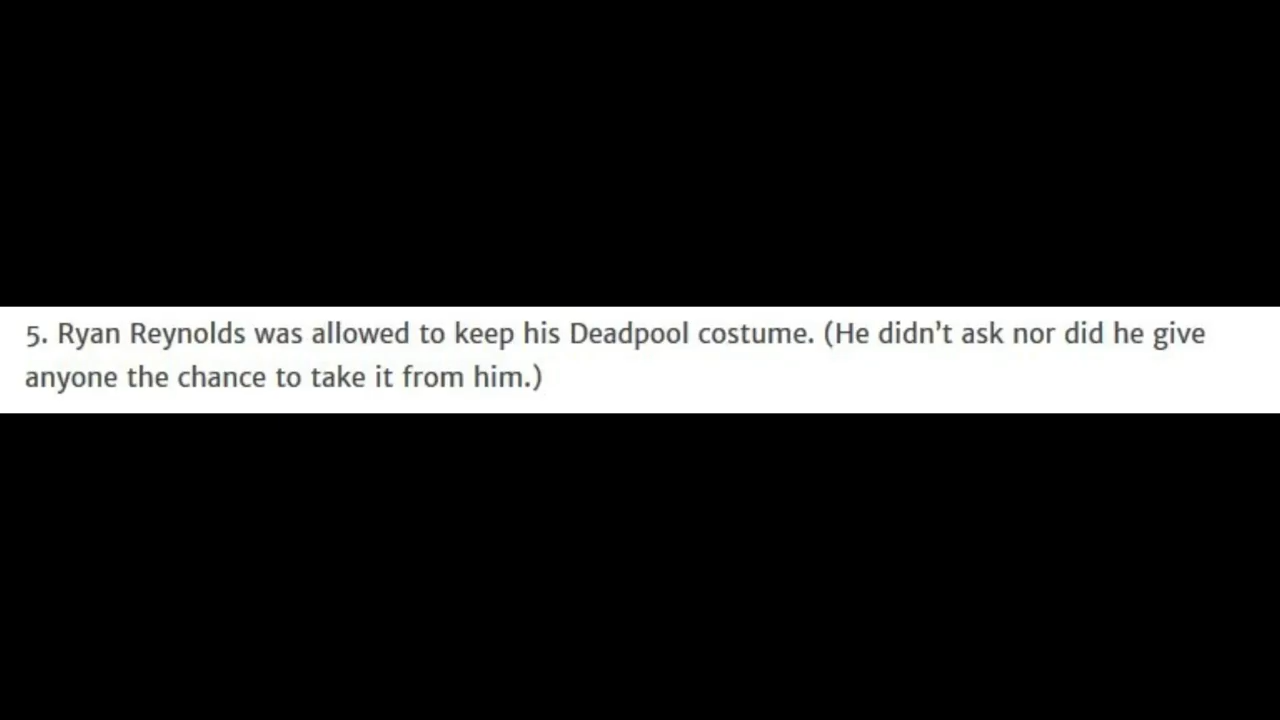 5. Ryan Reynolds was allowed to keep his Deadpool costume. (He didn’t ask nor did he give
anyone the chance to take it from him.)